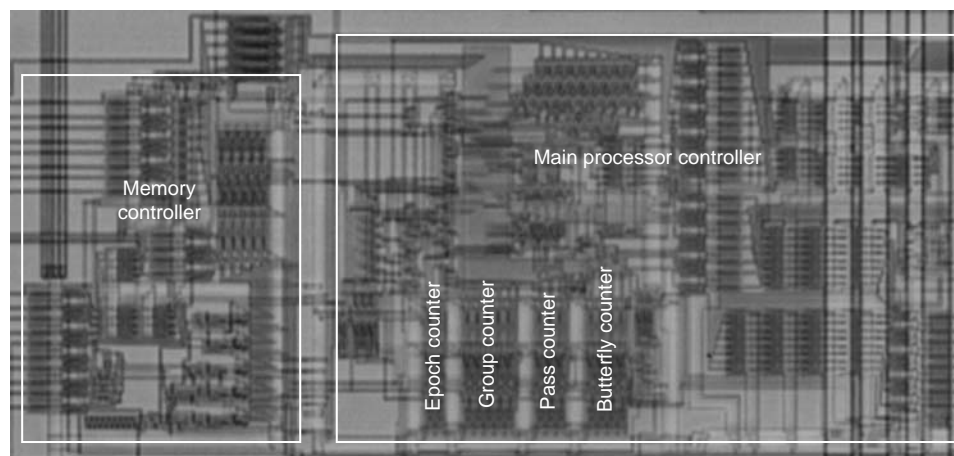 Memory
controller
Main processor controller
Epoch counter
Group counter
Pass counter
Butterfly counter